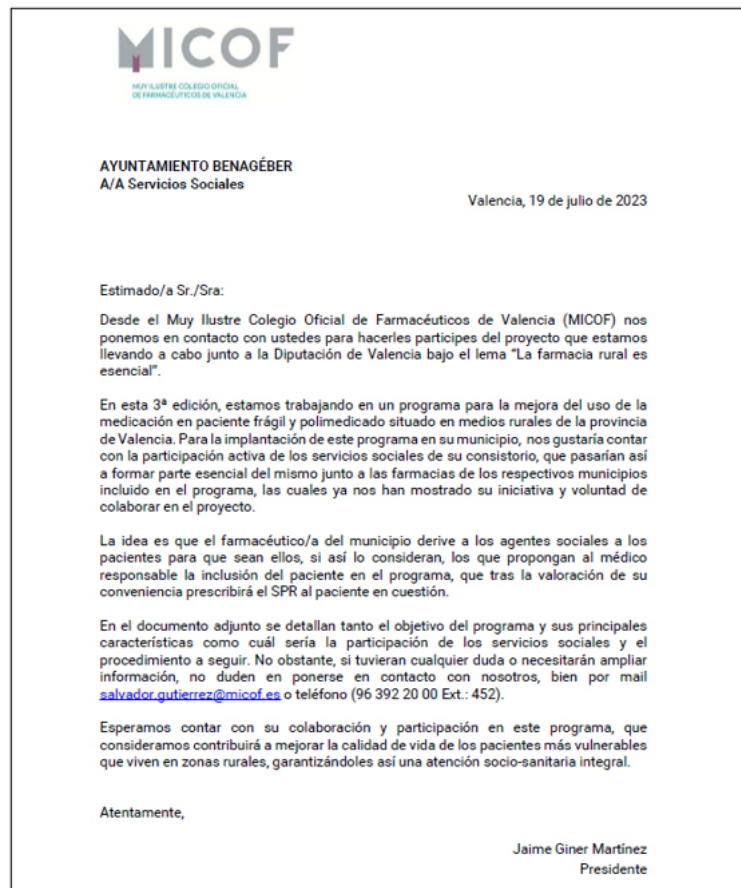 MICOF
MUY ILUSTRE COLEGIO OFICIAL
DE FARMACÉUTICOS DE VALENCIA
AYUNTAMIENTO BENAGÉBER
A/A Servicios Sociales
Valencia, 19 de julio de 2023
Estimado/a Sr./Sra:
Desde el Muy Ilustre Colegio Oficial de Farmacéuticos de Valencia (MICOF) nos
ponemos en contacto con ustedes para hacerles participes del proyecto que estamos
llevando a cabo junto a la Diputación de Valencia bajo el lema “La farmacia rural es
esencial”.
En esta 3ª edición, estamos trabajando en un programa para la mejora del uso de la
medicación en paciente frágil y polimedicado situado en medios rurales de la provincia
de Valencia. Para la implantación de este programa en su municipio, nos gustaría contar
con la participación activa de los servicios sociales de su consistorio, que pasarían así
a formar parte esencial del mismo junto a las farmacias de los respectivos municipios
incluido en el programa, las cuales ya nos han mostrado su iniciativa y voluntad de
colaborar en el proyecto.
La idea es que el farmacéutico/a del municipio derive a los agentes sociales a los
pacientes para que sean ellos, si así lo consideran, los que propongan al médico
responsable la inclusión del paciente en el programa, que tras la valoración de su
conveniencia prescribirá el SPR al paciente en cuestión.
En el documento adjunto se detallan tanto el objetivo del programa y sus principales
características como cuál sería la participación de los servicios sociales y el
procedimiento a seguir. No obstante, si tuvieran cualquier duda o necesitarán ampliar
información, no duden en ponerse en contacto con nosotros, bien por mail
salvador.gutierrez@micof.es o teléfono (96 392 20 00 Ext.: 452).
Esperamos contar con su colaboración y participación en este programa, que
consideramos contribuirá a mejorar la calidad de vida de los pacientes más vulnerables
que viven en zonas rurales, garantizándoles así una atención socio-sanitaria integral.
Atentamente,
Jaime Giner Martínez
Presidente